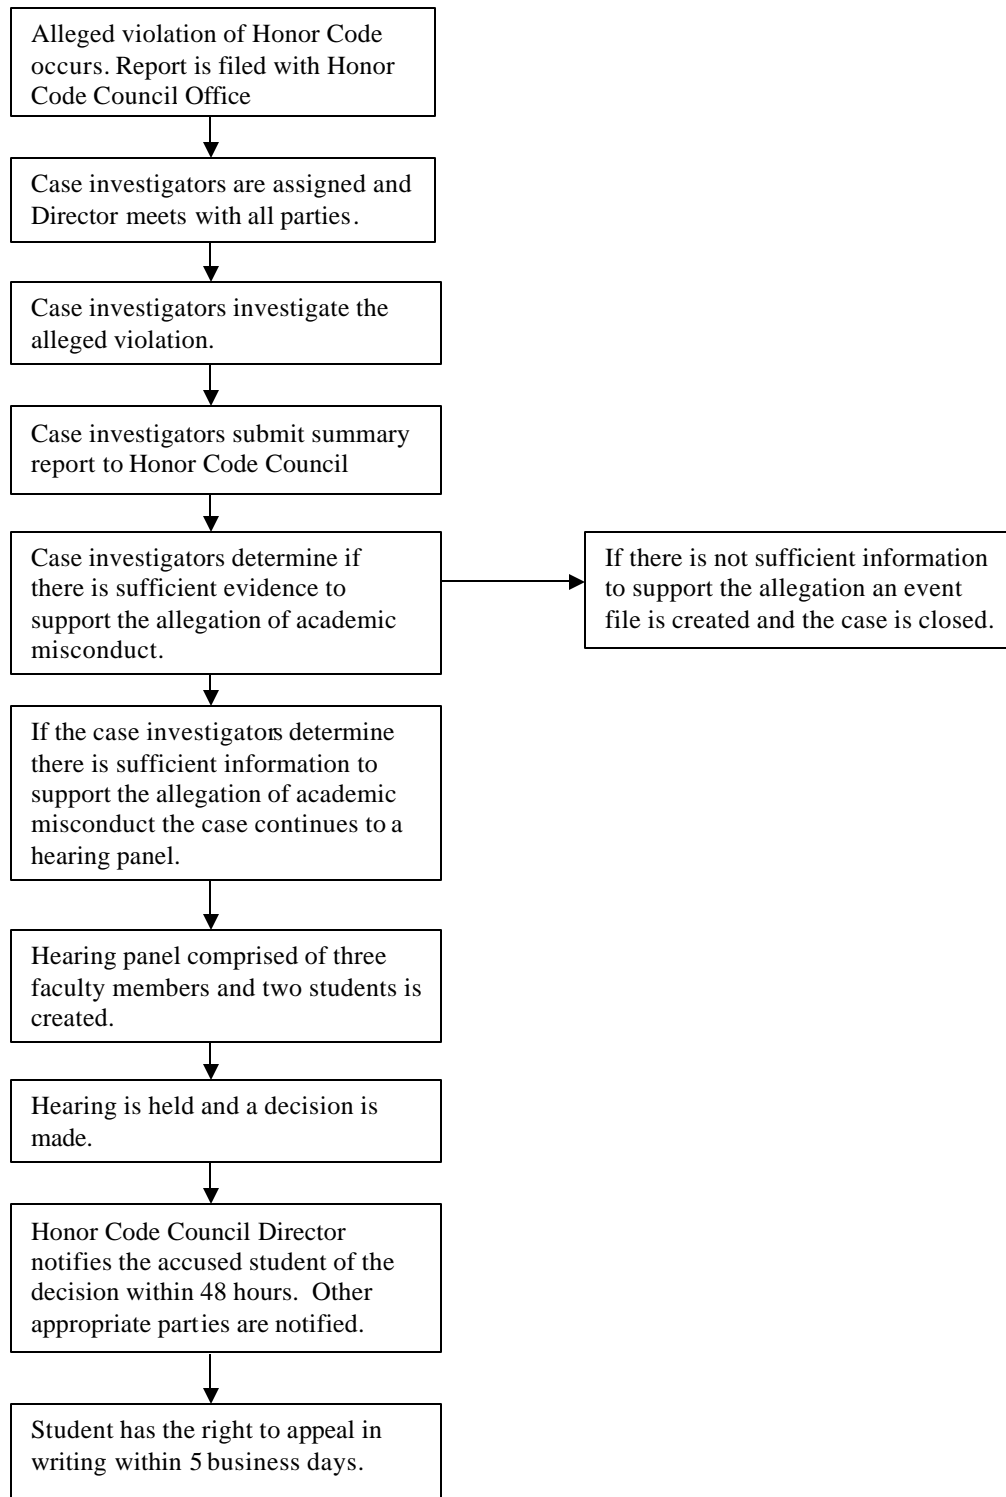 Alleged violation of Honor Code
occurs. Report is filed with Honor
Code Council Office
Case investigators are assigned and
Director meets with all parties.
Case investigators investigate the
alleged violation.
Case investigators submit summary
report to Honor Code Council
Case investigators determine if
there is sufficient evidence to
support the allegation of academic
misconduct.
If there is not sufficient information
to support the allegation an event
file is created and the case is closed.
If the case investigators determine
there is sufficient information to
support the allegation of academic
misconduct the case continues to a
hearing panel.
Hearing panel comprised of three
faculty members and two students is
created.
Hearing is held and a decision is
made.
Honor Code Council Director
notifies the accused student of the
decision within 48 hours.  Other
appropriate parties are notified.
Student has the right to appeal in
writing within 5 business days.